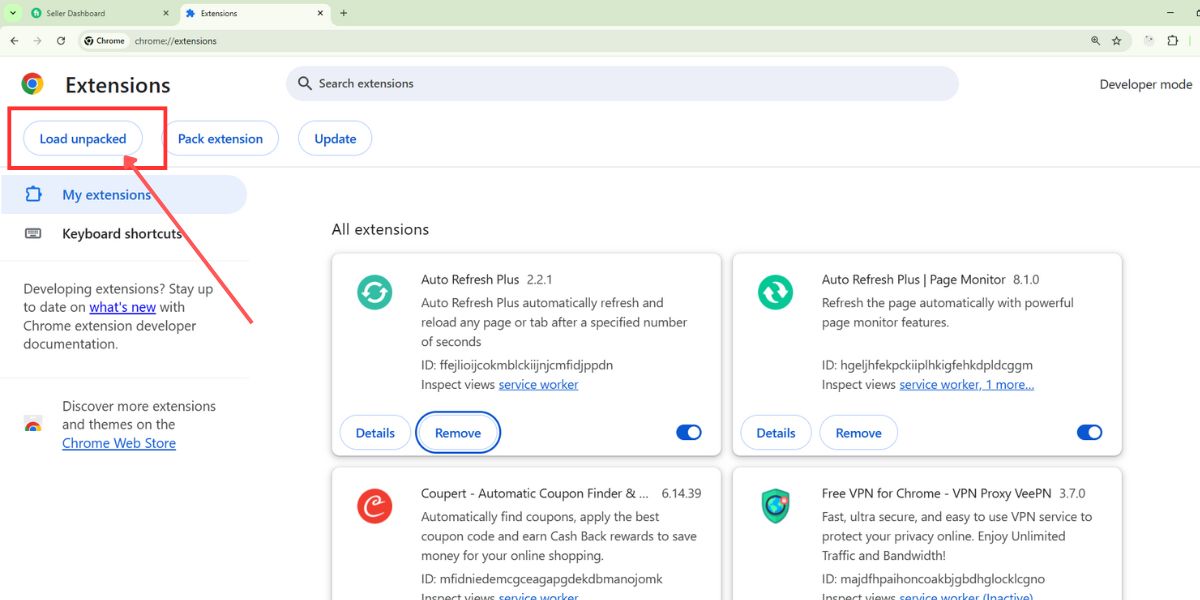 Seller Dashboard
Extensions
Chrome
chrome://extensions
Extensions
Search extensions
Developer mode
Load unpacked
Pack extension
Update
My extensions
Keyboard shortcuts
Developing extensions? Stay up
to date on what's new with
Chrome extension developer
documentation.
Discover more extensions
and themes on the
Chrome Web Store
All extensions
Auto Refresh Plus 2.2.1
Auto Refresh Plus automatically refresh and
reload any page or tab after a specified number
of seconds
ID: ffejlioijcokmblckiijnjcmfidjppdn
Inspect views service worker
Details
Remove
Auto Refresh Plus | Page Monitor 8.1.0
Refresh the page automatically with powerful
page monitor features.
ID: hgeljhfekpckiiplhkigfehkdpldcggm
Inspect views service worker, 1 more...
Details
Remove
Coupert - Automatic Coupon Finder & ... 6.14.39
Automatically find coupons, apply the best
coupon code and earn Cash Back rewards to save
money for your online shopping.
ID: mfidniedemcgceagapgdekdbmanojomk
Inspect views service worker
Free VPN for Chrome - VPN Proxy VeePN 3.7.0
Fast, ultra secure, and easy to use VPN service to
protect your privacy online. Enjoy Unlimited
Traffic and Bandwidth!
ID: majdfhpaihoncoakbjgbdhglocklcgno
Inspect views service worker (Inactive)